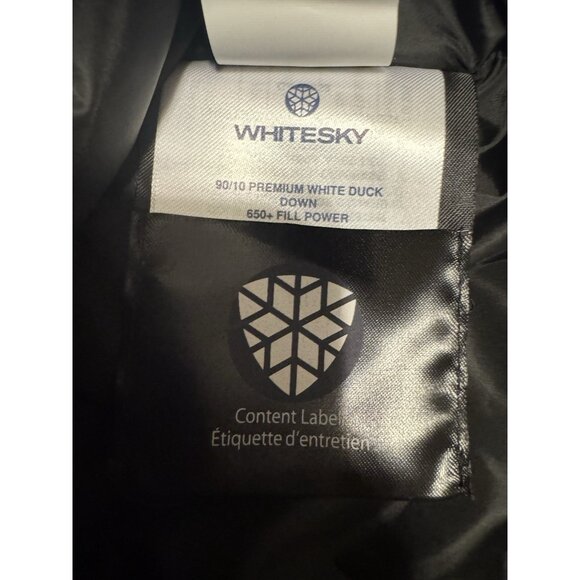 WHITESKY
90/10 PREMIUM WHITE DUCK
DOWN
650+ FILL POWER
Content Label
Étiquette d'entretien